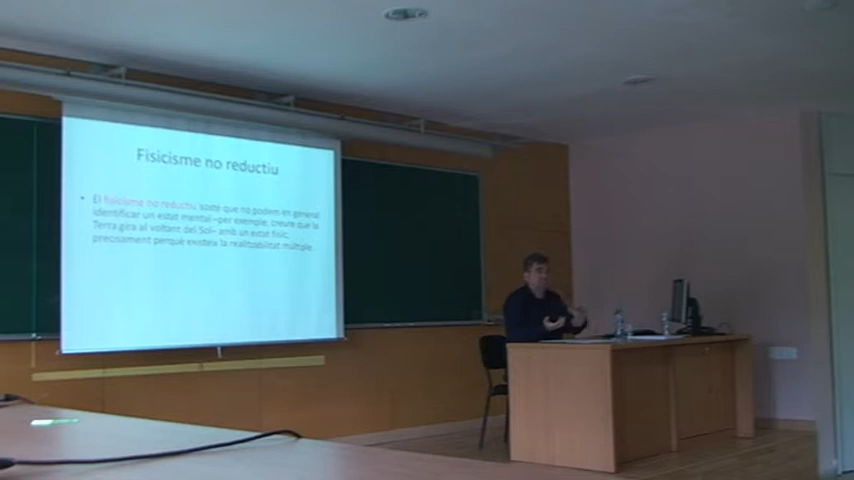 Fisicisme no reductiu
• El fisicisme no reductiu sosté que no podem en general
identificar un estat mental –per exemple, creure que la
Terra gira al voltant del Sol– amb un estat físic,
precisament perquè existeix la realitzabilitat múltiple.